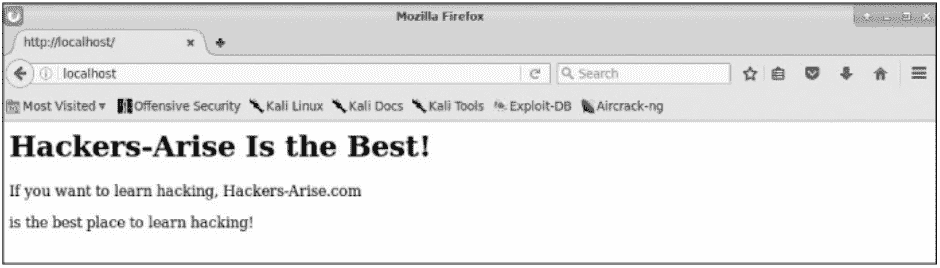 Mozilla Firefox
http://localhost/
localhost
Search
Most Visited Offensive Security Kali Linux Kali Docs Kali Tools Exploit-DB Aircrack-ng
Hackers-Arise Is the Best!
If you want to learn hacking, Hackers-Arise.com
is the best place to learn hacking!